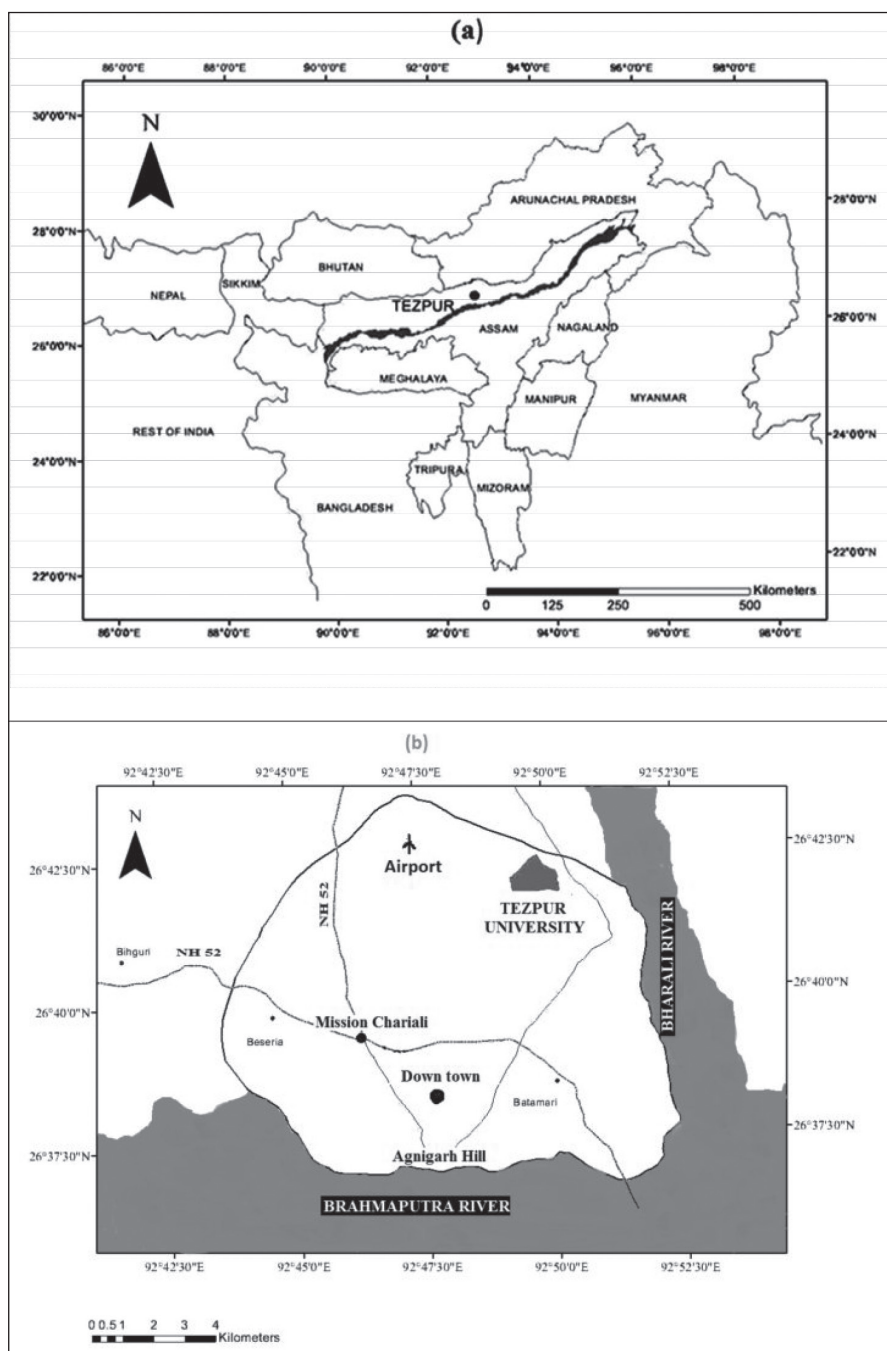 (a)
86°0'0"E 88°0'0"E 90°0'0"E 92°0'0"E 94°0'0"E 96°0'0"E 98°0'0"E
30°0'0"N
N
28°0'0"N
ARUNACHAL PRADESH
28°0'0"N
BHUTAN
SIKKIM
NEPAL
TEZPUR
ASSAM
NAGALAND
26°0'0"N
26°0'0"N
MEGHALAYA
MANIPUR
MYANMAR
REST OF INDIA
24°0'0"N
24°0'0"N
TRIPURA
MIZORAM
BANGLADESH
22°0'0"N
22°0'0"N
Kilometers
0 125 250 500
86°0'0"E 88°0'0"E 90°0'0"E 92°0'0"E 94°0'0"E 96°0'0"E 98°0'0"E
(b)
92°42'30"E 92°45'0"E 92°47'30"E 92°50'0"E 92°52'30"E
N
26°42'30"N
26°42'30"N
Airport
NH 52
TEZPUR
UNIVERSITY
BHARALI RIVER
Bihguri
NH 52
26°40'0"N
26°40'0"N
Mission Chariali
Beseria
Down town
Batamari
26°37'30"N
26°37'30"N
Agnigarh Hill
BRAHMAPUTRA RIVER
92°42'30"E 92°45'0"E 92°47'30"E 92°50'0"E 92°52'30"E
0 0.5 1 2 3 4
Kilometers